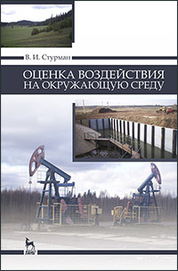 В. И. Стурман
ОЦЕНКА ВОЗДЕЙСТВИЯ
НА ОКРУЖАЮЩУЮ СРЕДУ